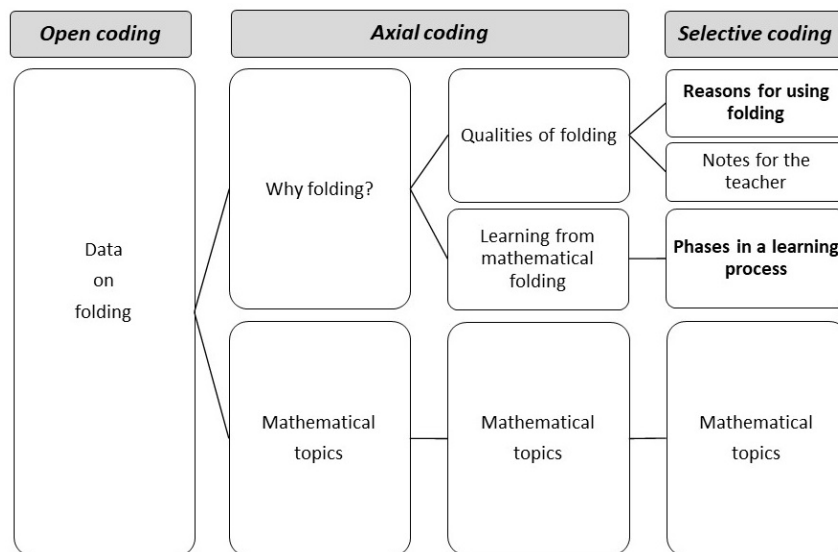 Open coding
Axial coding
Selective coding
Data
on
folding
Why folding?
Qualities of folding
Reasons for using
folding
Notes for the
teacher
Learning from
mathematical
folding
Phases in a learning
process
Mathematical
topics
Mathematical
topics
Mathematical
topics